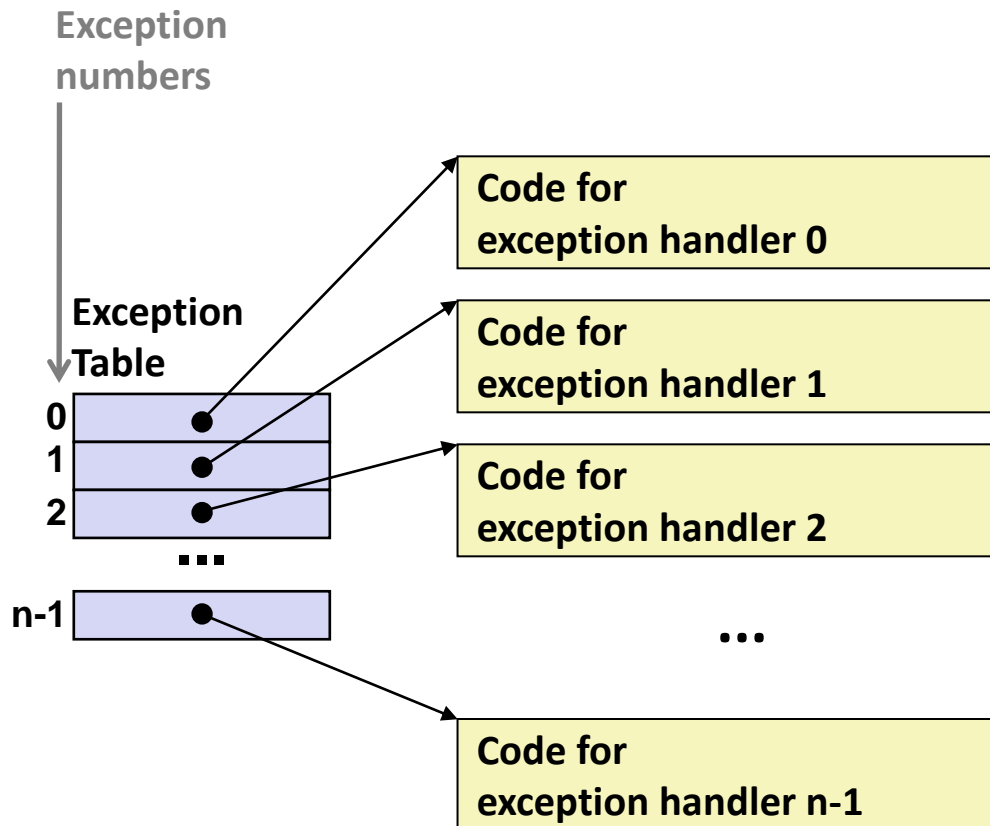 Exception
numbers
Code for
exception handler 0
Exception
Table
Code for
exception handler 1
0
1
2
...
n-1
Code for
exception handler 2
...
Code for
exception handler n-1